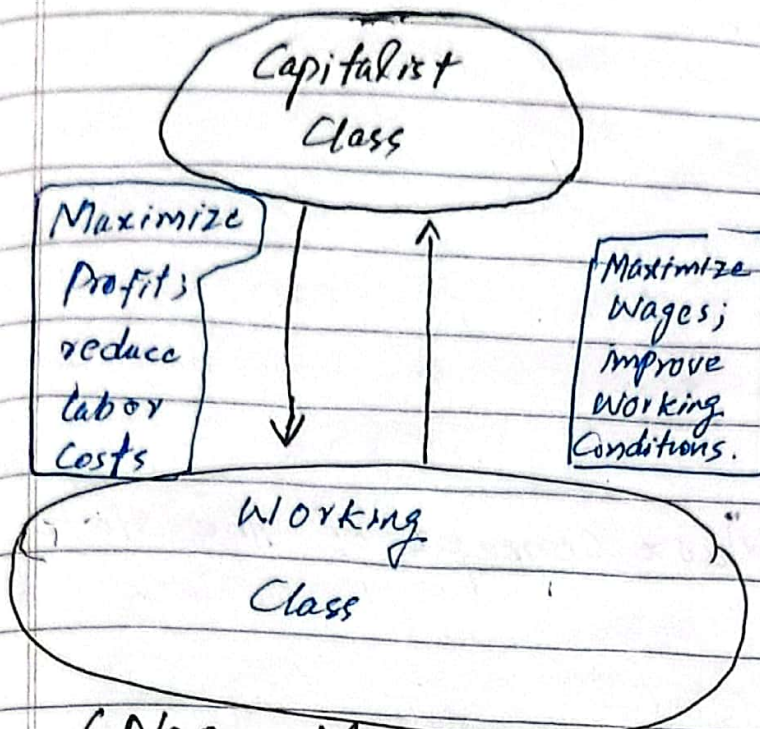 Capitalist
Class
Maximize
Profits
reduce
labor
costs
Maximize
Wages;
improve
Working
Conditions.
Working
Class